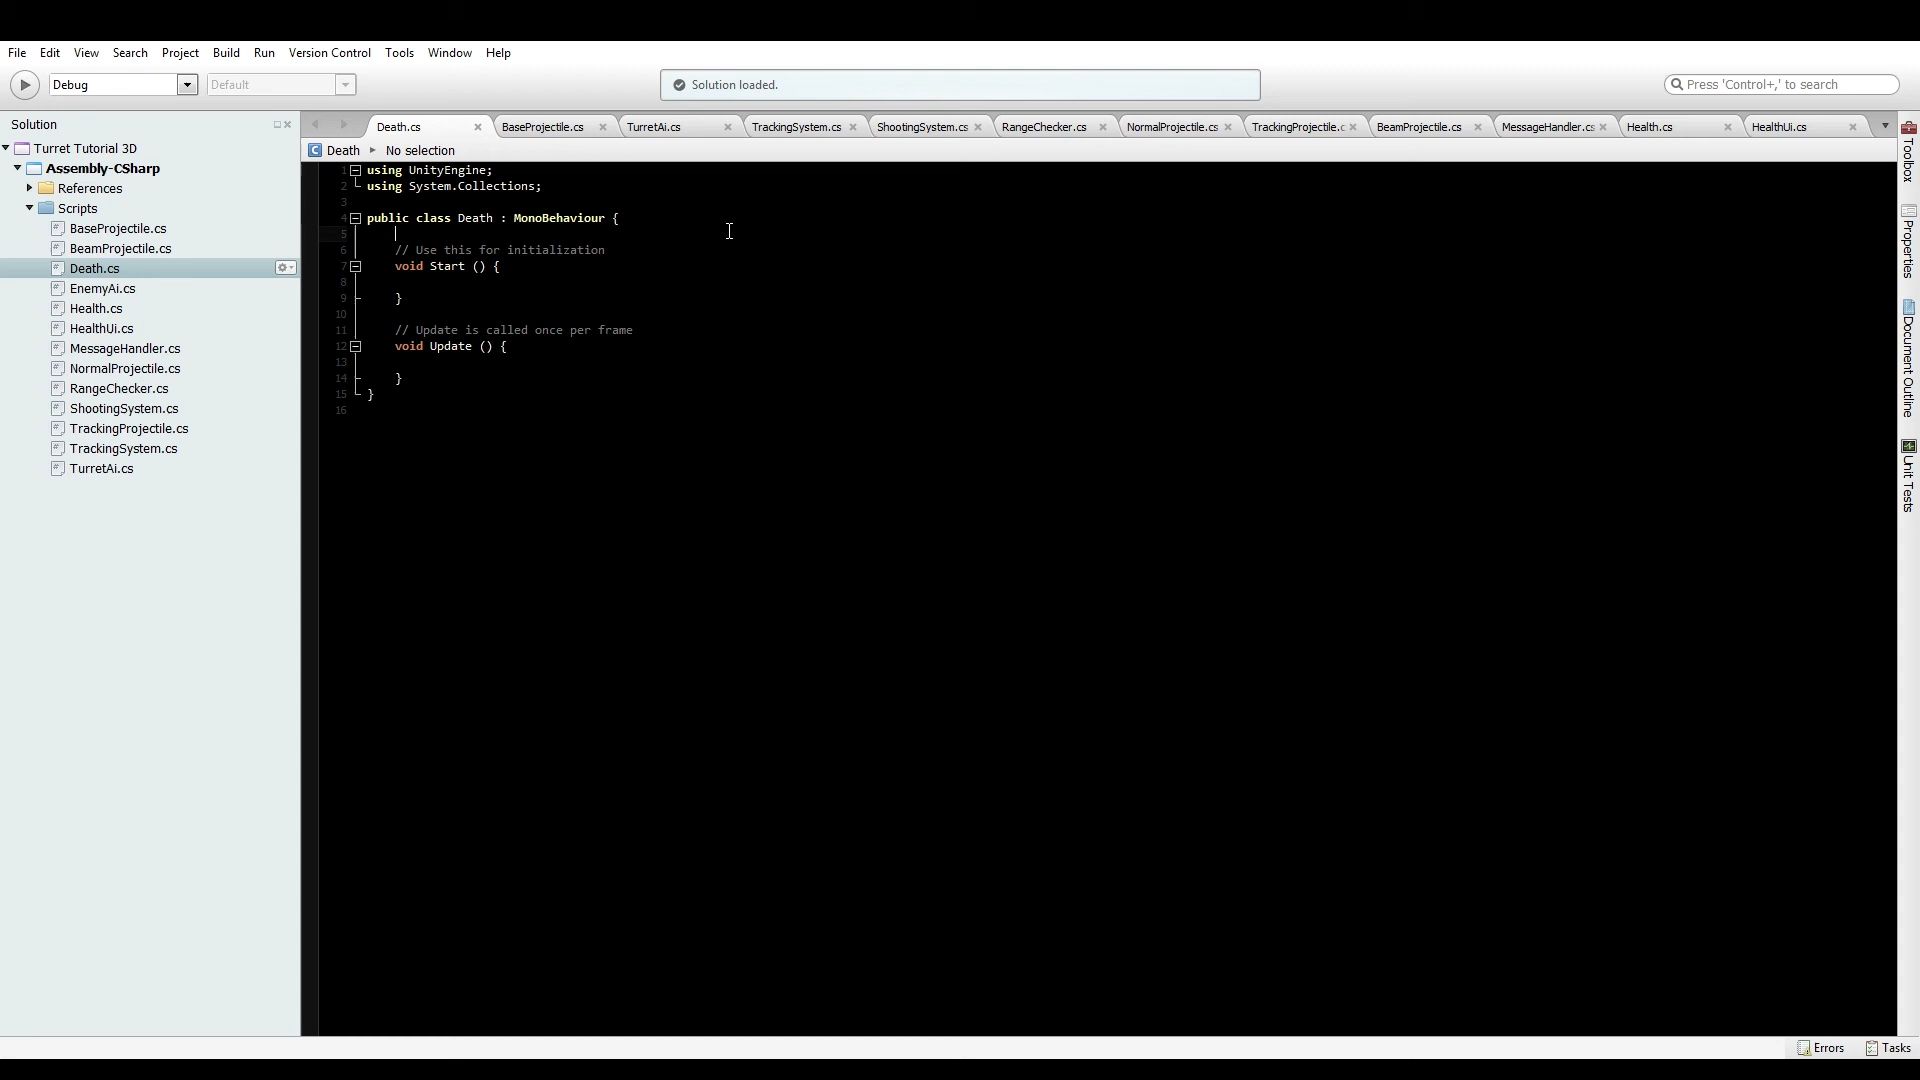 File Edit View Search Project Build Run Version Control Tools Window Help
Debug
Default
Solution loaded.
Press 'Control+,' to search
Solution
Turret Tutorial 3D
Assembly-CSharp
References
Scripts
BaseProjectile.cs
BeamProjectile.cs
Death.cs
EnemyAi.cs
Health.cs
HealthUi.cs
MessageHandler.cs
NormalProjectile.cs
RangeChecker.cs
ShootingSystem.cs
TrackingProjectile.cs
TrackingSystem.cs
TurretAi.cs
Death.cs BaseProjectile.cs TurretAi.cs TrackingSystem.cs ShootingSystem.cs RangeChecker.cs NormalProjectile.cs TrackingProjectile.c BeamProjectile.cs MessageHandler.cs Health.cs HealthUi.cs
Death No selection
1 using UnityEngine;
2 using System.Collections;
3
4 public class Death : MonoBehaviour {
5
6 // Use this for initialization
7 void Start () {
8
9 }
10
11 // Update is called once per frame
12 void Update () {
13
14 }
15 }
16
Toolbox
Properties
Document Outline
Unit Tests
Errors Tasks